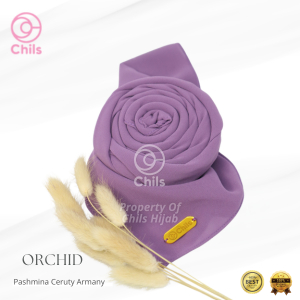 Chils
Chils
Property Of
Chils Hijab
ORCHID
Pashmina Ceruty Armany
BEST